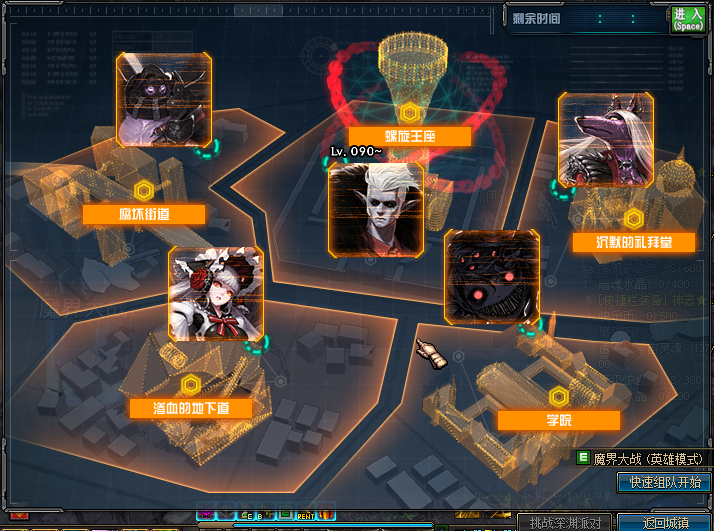 剩余时间 : :
进入
(Space)
螺旋王座
Lv. 090~
腐坏街道
沉默的礼拜堂
渗血的地下道
学院
E 魔界大战 (英雄模式)
快速组队开始
挑战深渊派对
返回城镇